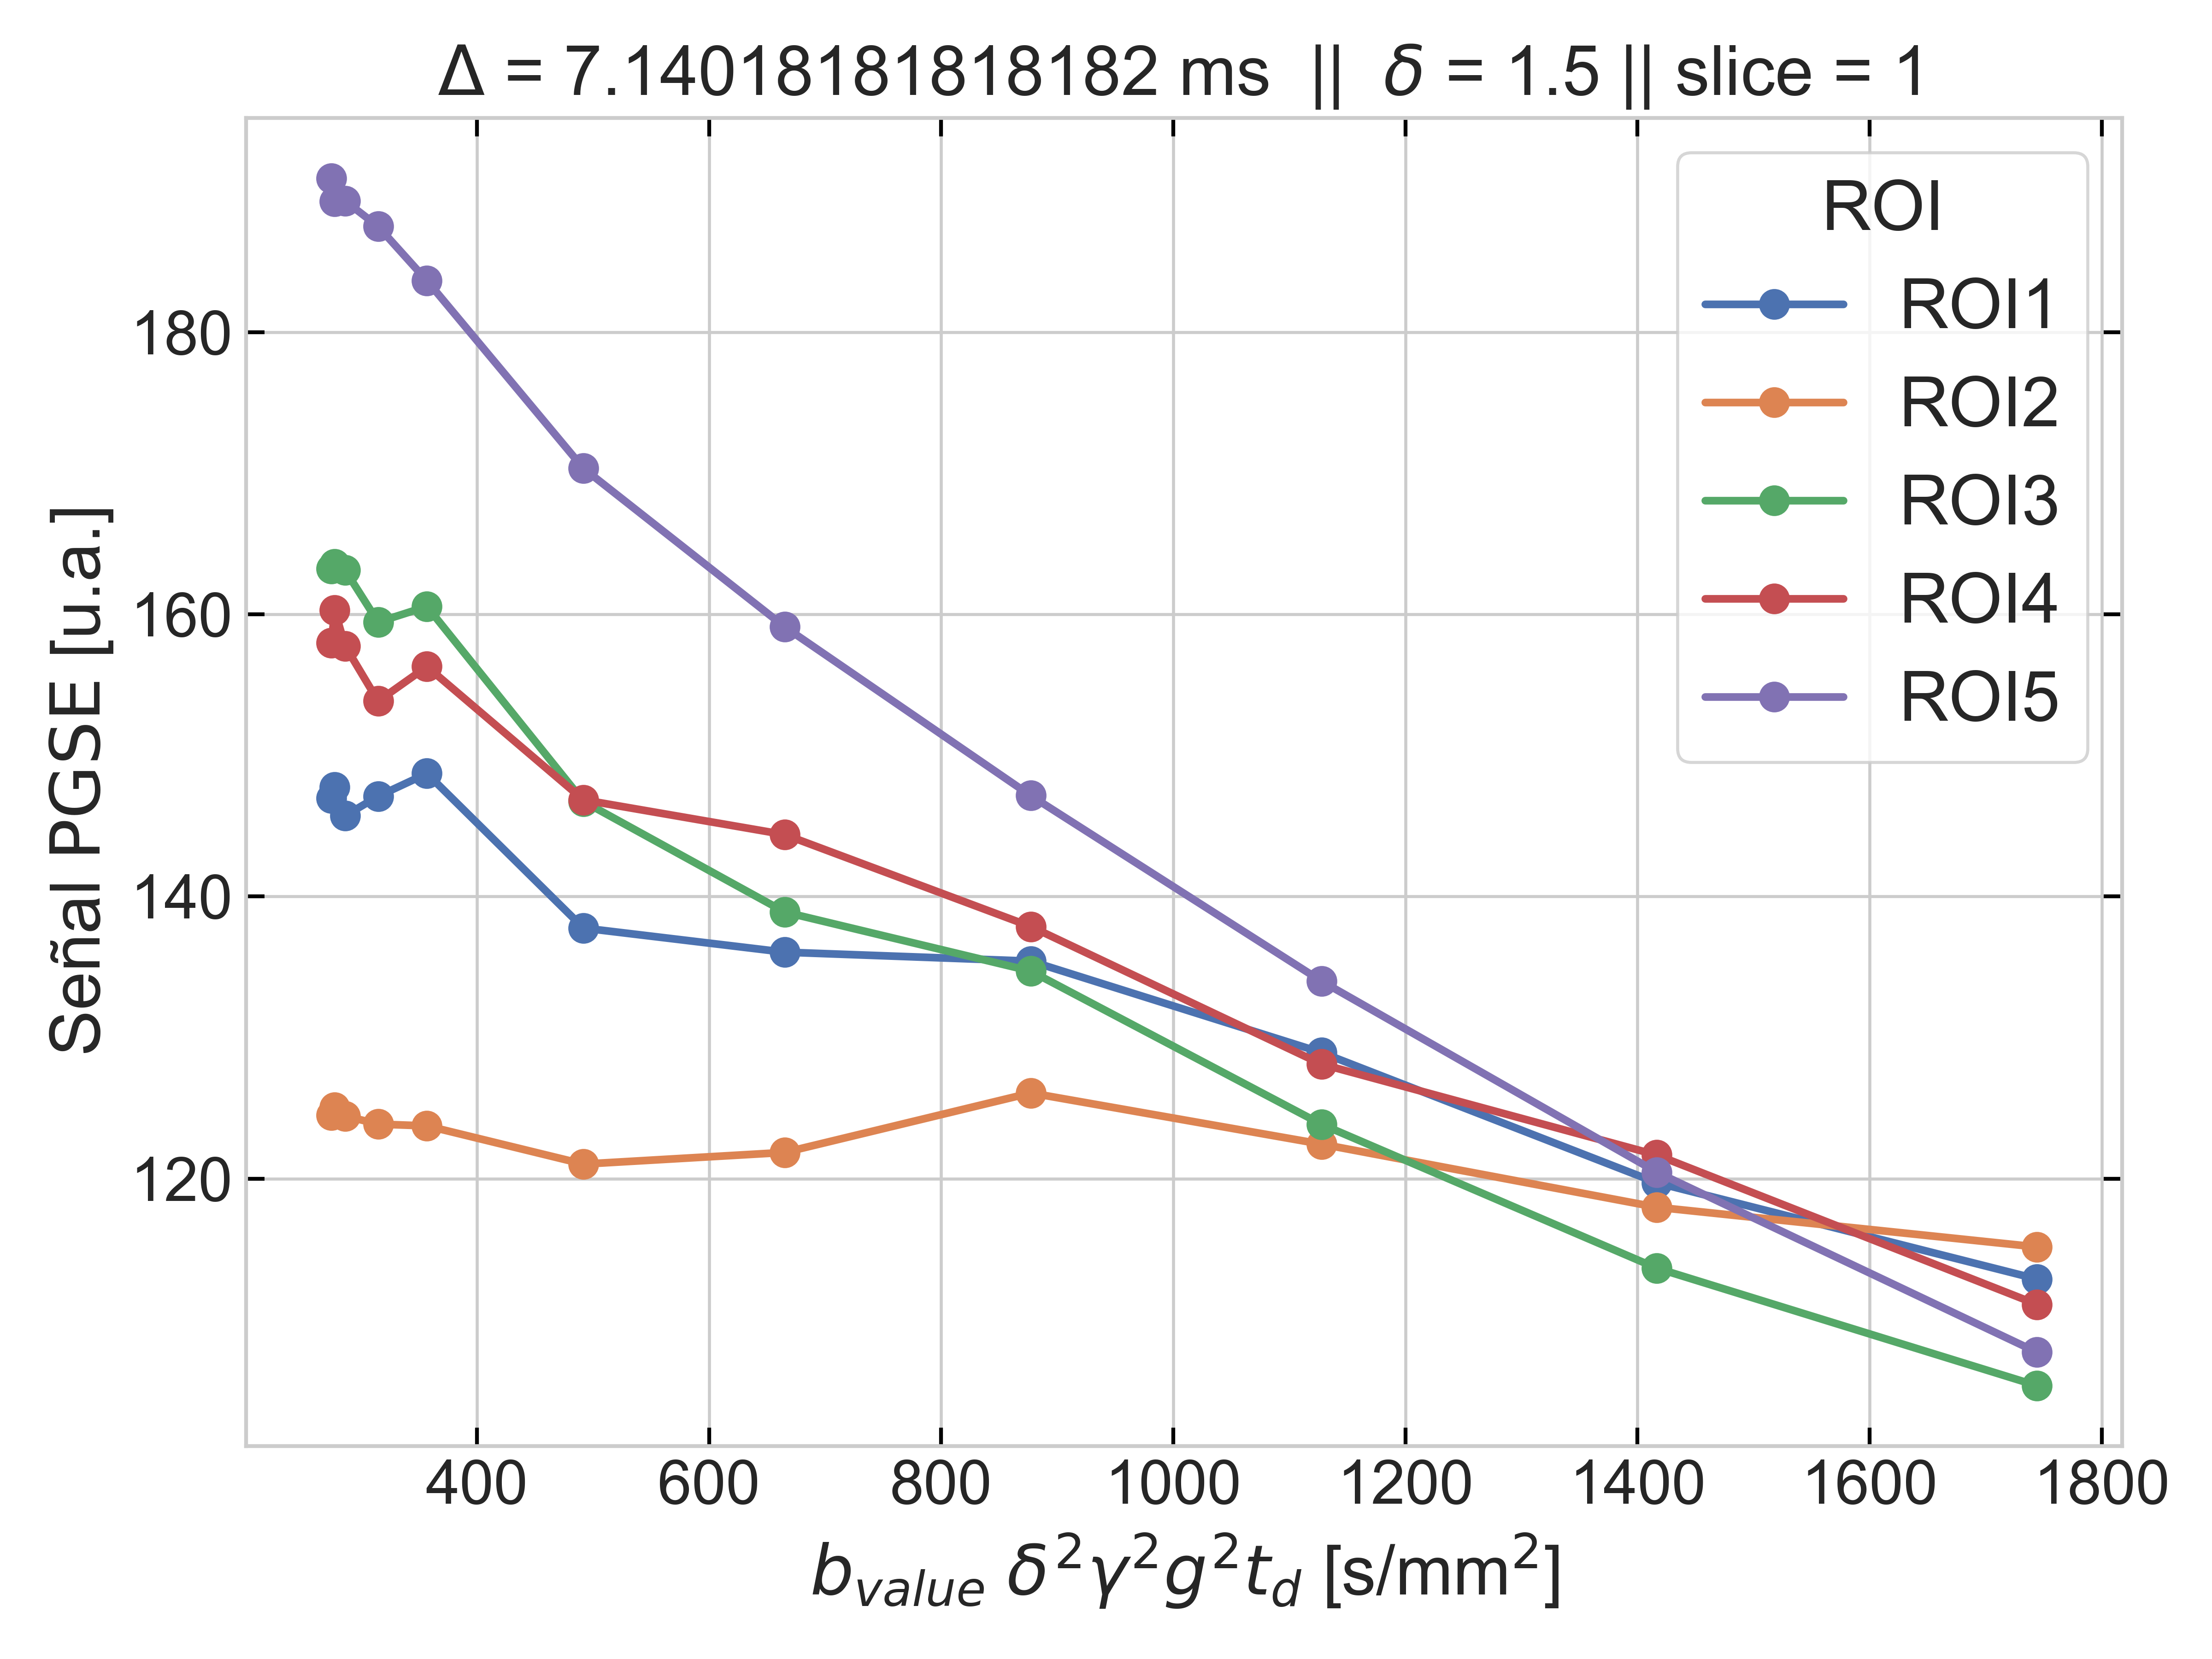 Δ = 7.140181818181818182 ms || δ = 1.5 || slice = 1
ROI
ROI1
ROI2
ROI3
ROI4
ROI5
Señal PGSE [u.a.]
180
160
140
120
400 600 800 1000 1200 1400 1600 1800
b_value δ²γ²g²t_d [s/mm²]